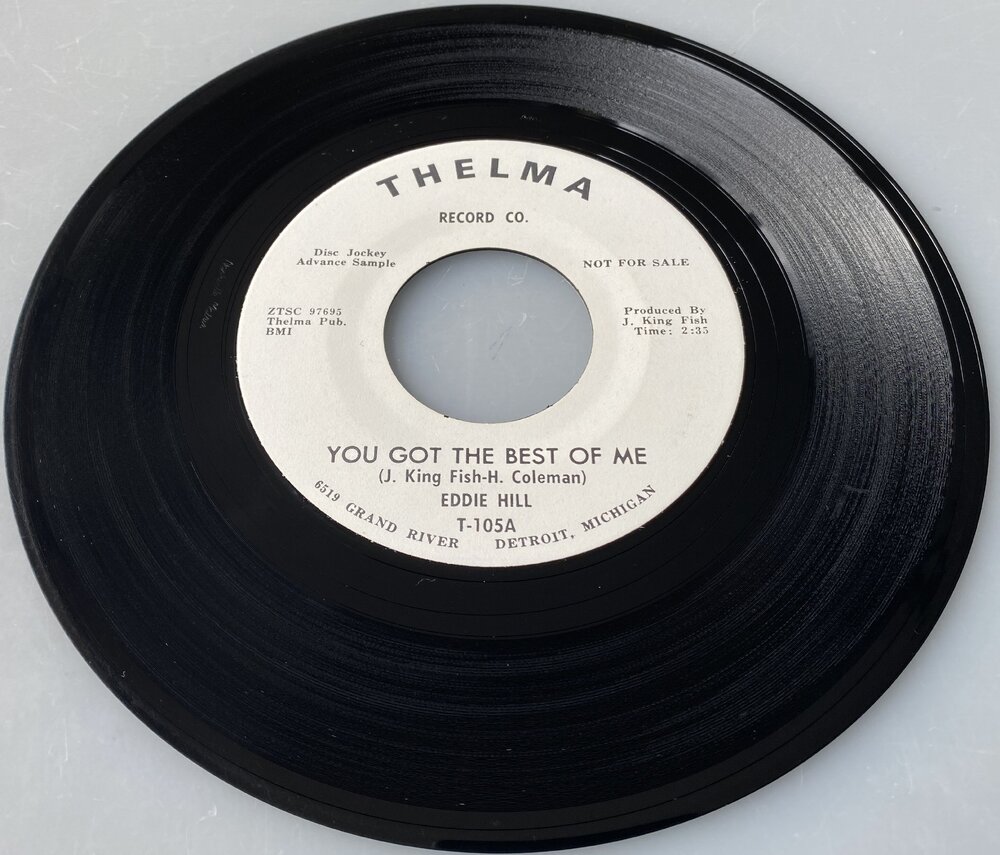 THELMA
RECORD CO.
Disc Jockey
Advance Sample
NOT FOR SALE
ZTSC 97695
Thelma Pub.
BMI
Produced By
J. King Fish
Time: 2:35
YOU GOT THE BEST OF ME
(J. King Fish-H. Coleman)
EDDIE HILL
T-105A
6519 GRAND RIVER DETROIT, MICHIGAN